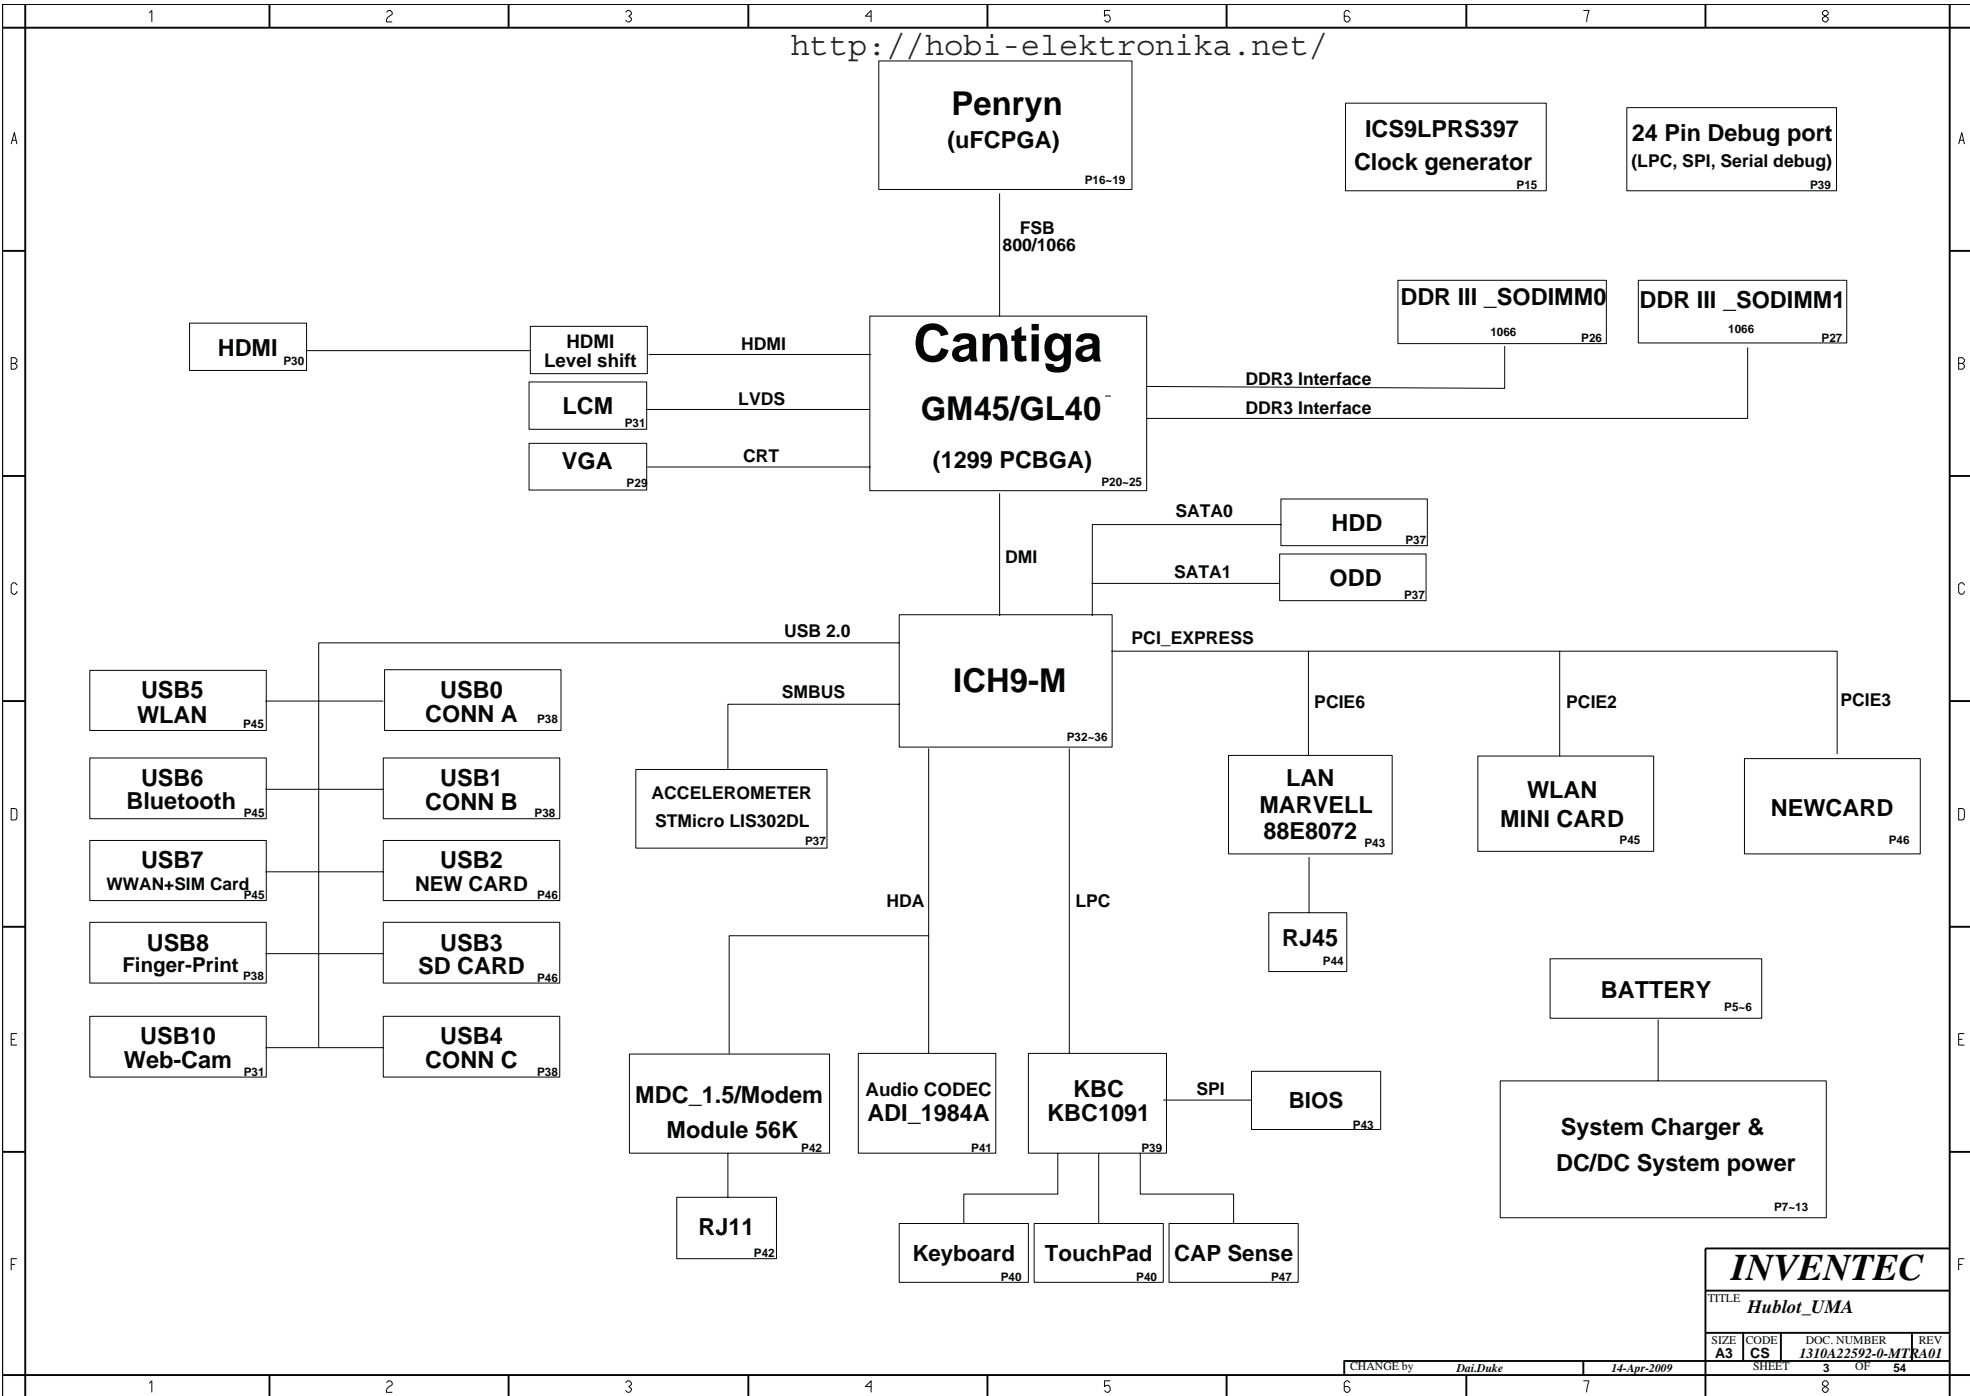 1 2 3 4 5 6 7 8
http://hobi-elektronika.net/
A
Penryn
(uFCPGA)
P16~19
ICS9LPRS397
Clock generator
P15
24 Pin Debug port
(LPC, SPI, Serial debug)
P39
A
FSB
800/1066
B
HDMI
P30
HDMI
Level shift
HDMI
LCM
P31
LVDS
VGA
P29
CRT
Cantiga
GM45/GL40
(1299 PCBGA)
P20~25
DDR III _SODIMM0
1066
P26
DDR III _SODIMM1
1066
P27
DDR3 Interface
DDR3 Interface
B
C
DMI
SATA0
HDD
P37
SATA1
ODD
P37
C
USB 2.0
ICH9-M
P32~36
SMBUS
PCI_EXPRESS
PCIE6
PCIE2
PCIE3
USB5
WLAN
P45
USB0
CONN A
P38
D
USB6
Bluetooth
P45
USB1
CONN B
P38
ACCELEROMETER
STMicro LIS302DL
P37
LAN
MARVELL
88E8072
P43
WLAN
MINI CARD
P45
NEWCARD
P46
D
USB7
WWAN+SIM Card
P45
USB2
NEW CARD
P46
HDA
LPC
USB8
Finger-Print
P38
USB3
SD CARD
P46
RJ45
P44
BATTERY
P5~6
E
USB10
Web-Cam
P31
USB4
CONN C
P38
E
MDC_1.5/Modem
Module 56K
P42
Audio CODEC
ADI_1984A
P41
KBC
KBC1091
P39
SPI
BIOS
P43
System Charger &
DC/DC System power
P7~13
F
RJ11
P42
Keyboard
P40
TouchPad
P40
CAP Sense
P47
F
INVENTEC
TITLE
Hublot_UMA
SIZE CODE DOC. NUMBER REV
A3 CS 1310A22592-0-MTR A01
CHANGE by Dai.Duke 14-Apr-2009 SHEET 3 OF 54
1 2 3 4 5 6 7 8